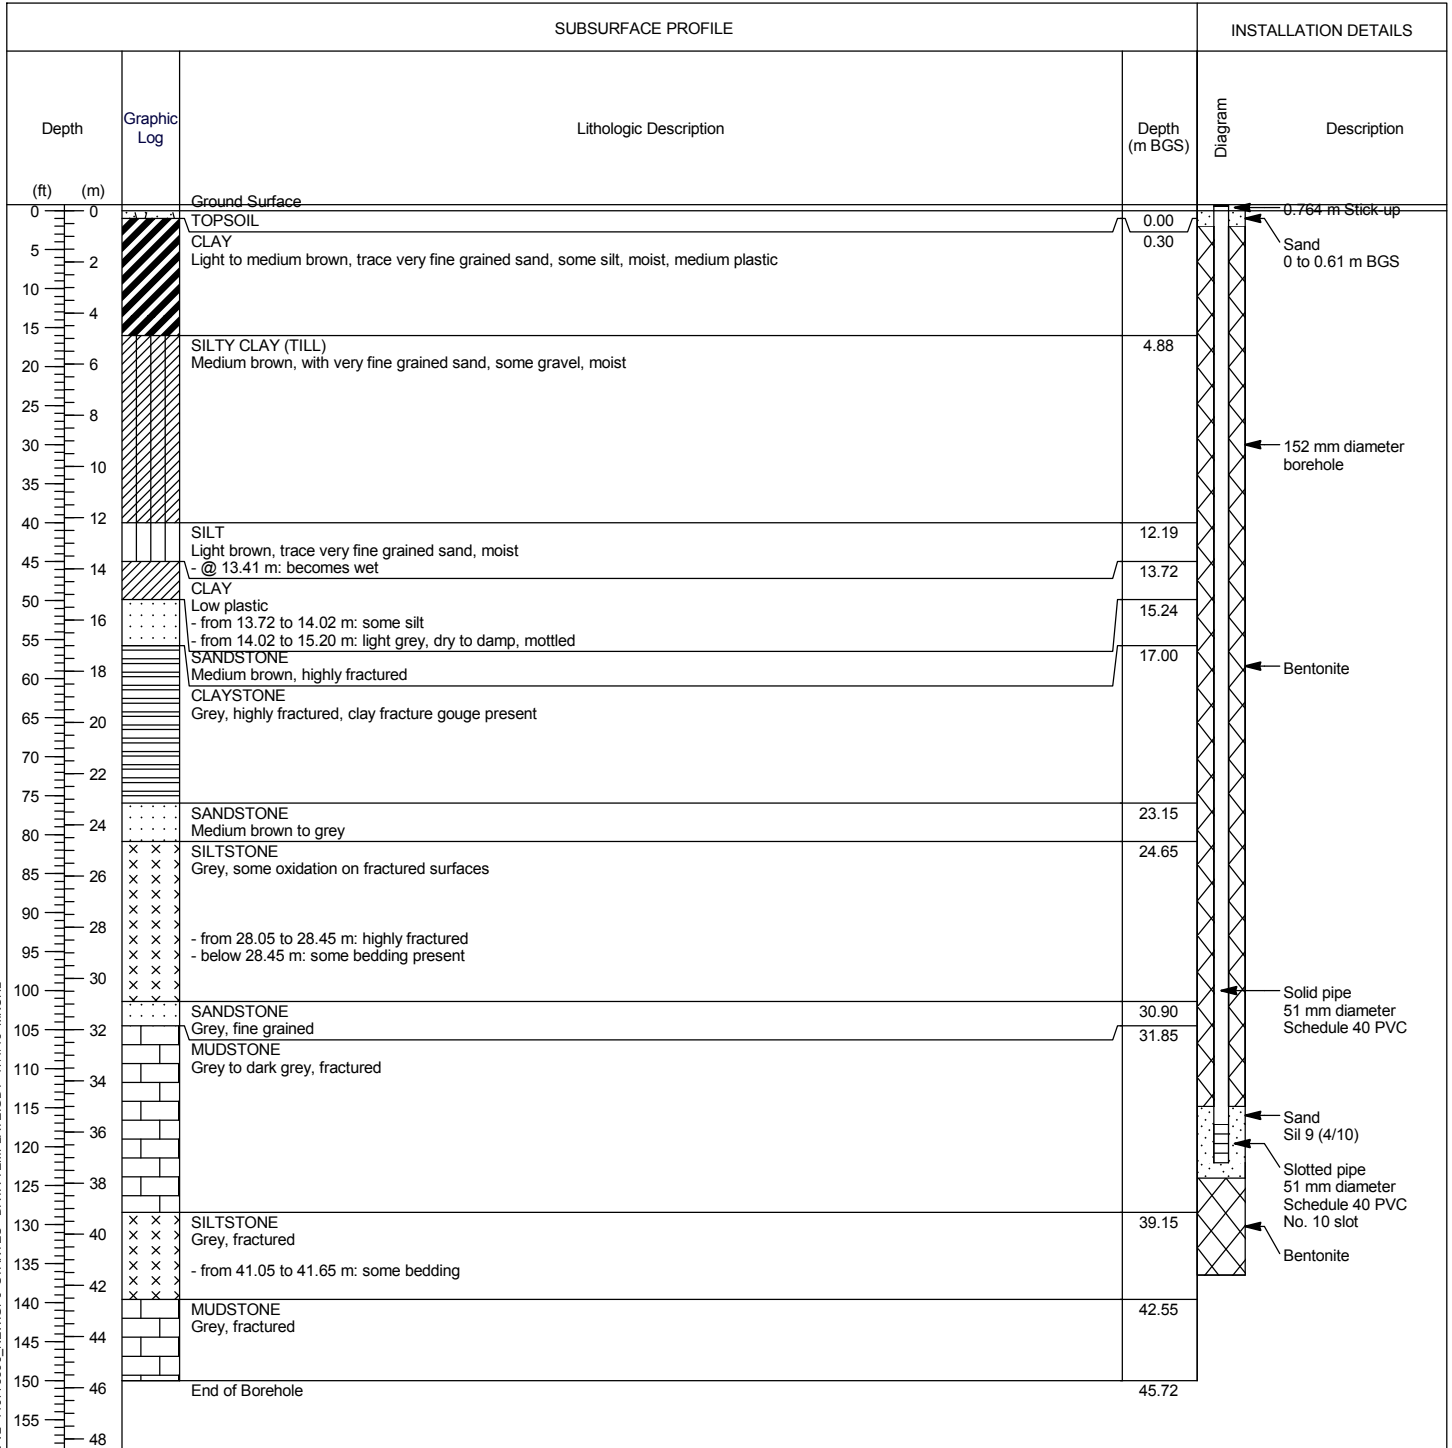 SUBSURFACE PROFILE
INSTALLATION DETAILS
Depth
Graphic
Log
Lithologic Description
Depth
(m BGS)
Diagram
Description
(ft) (m)
Ground Surface
0 0
TOPSOIL
0.00
0.764 m Stick-up
CLAY
0.30
Sand
Light to medium brown, trace very fine grained sand, some silt, moist, medium plastic
0 to 0.61 m BGS
5
2
10
4
15
SILTY CLAY (TILL)
4.88
Medium brown, with very fine grained sand, some gravel, moist
20
6
25
8
30
152 mm diameter
borehole
10
35
12
40
SILT
12.19
Light brown, trace very fine grained sand, moist
- @ 13.41 m: becomes wet
45
14
13.72
CLAY
Low plastic
50
15.24
- from 13.72 to 14.02 m: some silt
16
- from 14.02 to 15.20 m: light grey, dry to damp, mottled
55
SANDSTONE
17.00
Medium brown, highly fractured
18
Bentonite
60
CLAYSTONE
Grey, highly fractured, clay fracture gouge present
65
20
70
22
75
SANDSTONE
23.15
Medium brown to grey
24
80
SILTSTONE
24.65
Grey, some oxidation on fractured surfaces
85
26
90
28
- from 28.05 to 28.45 m: highly fractured
- below 28.45 m: some bedding present
95
30
100
Solid pipe
51 mm diameter
Schedule 40 PVC
SANDSTONE
30.90
Grey, fine grained
105
32
31.85
MUDSTONE
Grey to dark grey, fractured
110
34
115
Sand
Sil 9 (4/10)
36
120
Slotted pipe
51 mm diameter
Schedule 40 PVC
No. 10 slot
125
38
130
SILTSTONE
39.15
Grey, fractured
40
Bentonite
135
- from 41.05 to 41.65 m: some bedding
42
140
MUDSTONE
42.55
Grey, fractured
145
44
150
46
End of Borehole
45.72
155
48